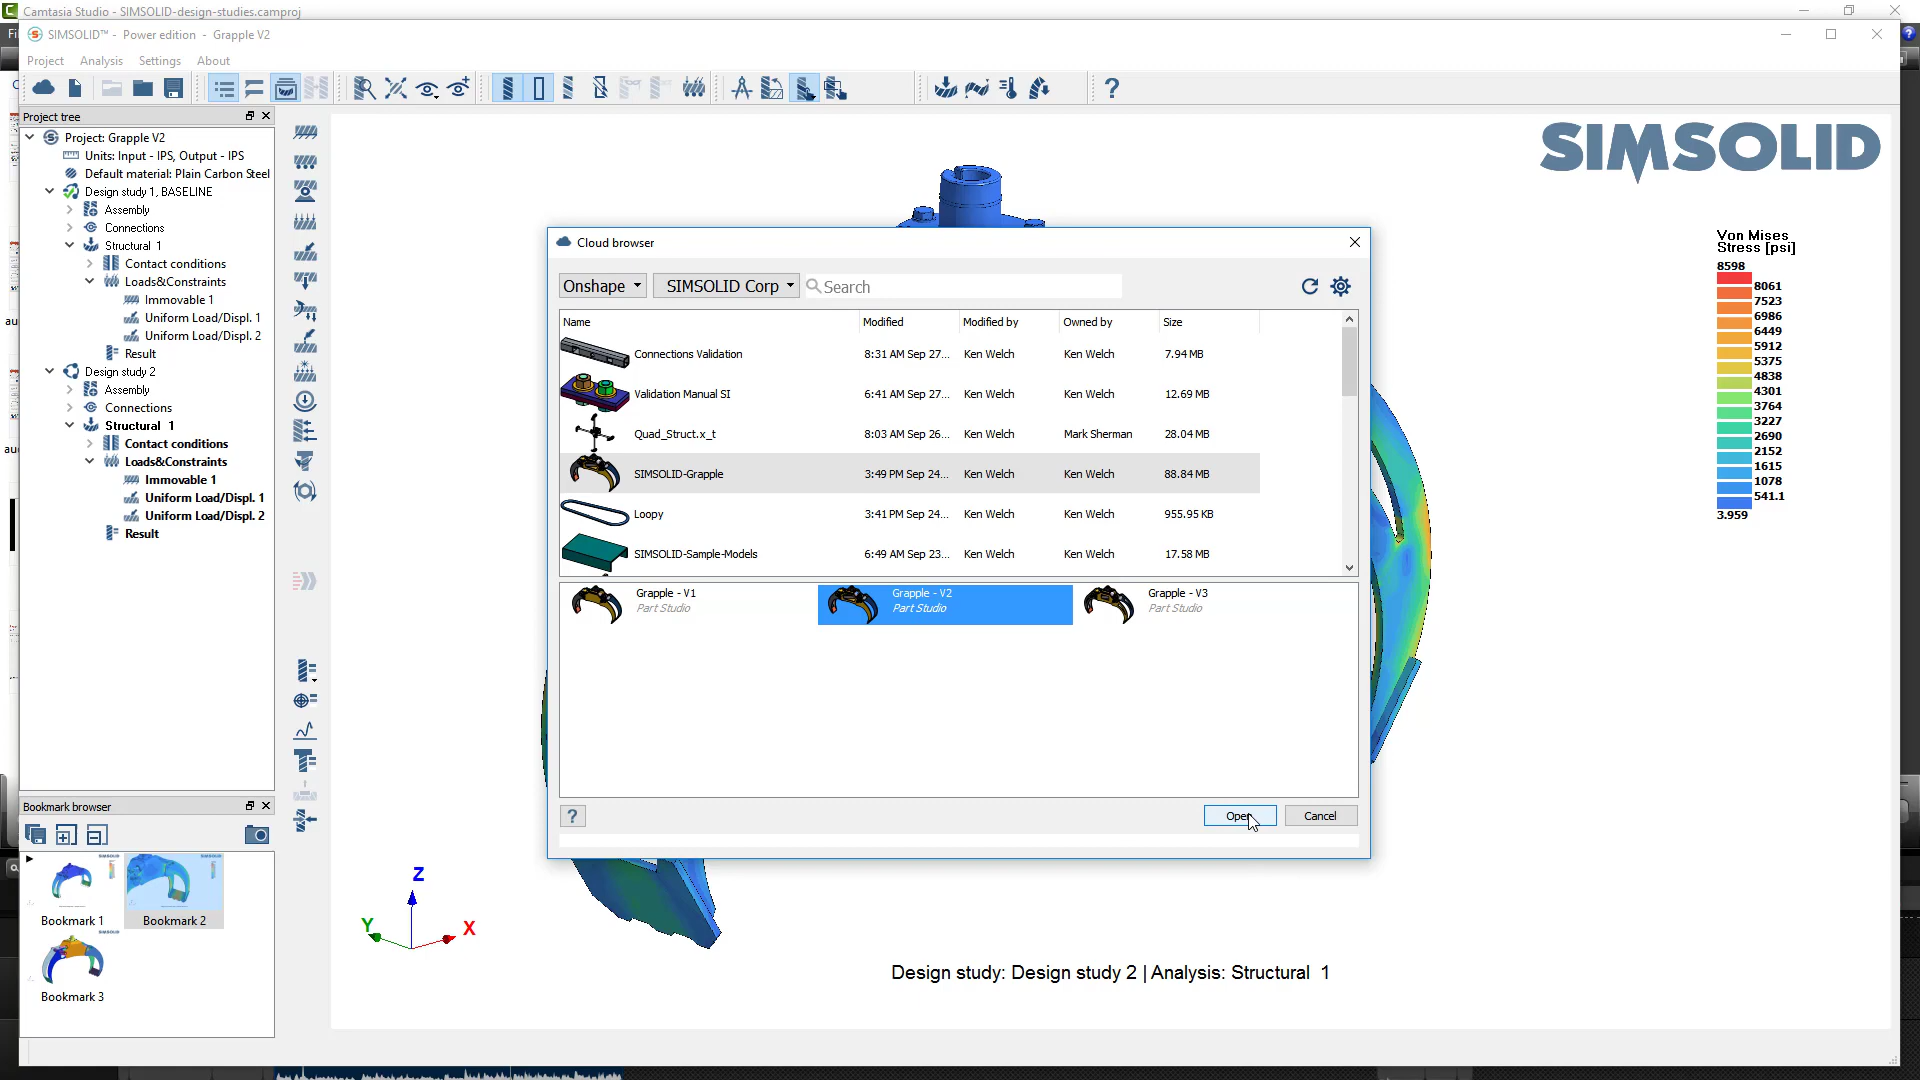 Camtasia Studio - SIMSOLID-design-studies.camproj
SIMSOLID™ - Power edition - Grapple V2
Project Analysis Settings About
Project tree
Project: Grapple V2
Units: Input - IPS, Output - IPS
Default material: Plain Carbon Steel
Design study 1, BASELINE
Assembly
Connections
Structural 1
Contact conditions
Loads&Constraints
Immovable 1
Uniform Load/Displ. 1
Uniform Load/Displ. 2
Result
Design study 2
Assembly
Connections
Structural 1
Contact conditions
Loads&Constraints
Immovable 1
Uniform Load/Displ. 1
Uniform Load/Displ. 2
Result
Bookmark browser
Bookmark 1
Bookmark 2
Bookmark 3
SIMSOLID
Von Mises
Stress [psi]
8598
8061
7523
6986
6449
5912
5375
4838
4301
3764
3227
2690
2152
1615
1078
541.1
3.959
Cloud browser
Onshape SIMSOLID Corp Search
Name Modified Modified by Owned by Size
Connections Validation 8:31 AM Sep 27... Ken Welch Ken Welch 7.94 MB
Validation Manual SI 6:41 AM Sep 27... Ken Welch Ken Welch 12.69 MB
Quad_Struct.x_t 8:03 AM Sep 26... Ken Welch Mark Sherman 28.04 MB
SIMSOLID-Grapple 3:49 PM Sep 24... Ken Welch Ken Welch 88.84 MB
Loopy 3:41 PM Sep 24... Ken Welch Ken Welch 955.95 KB
SIMSOLID-Sample-Models 6:49 AM Sep 23... Ken Welch Ken Welch 17.58 MB
Grapple - V1
Part Studio
Grapple - V2
Part Studio
Grapple - V3
Part Studio
? Open Cancel
Z
Y
X
Design study: Design study 2 | Analysis: Structural 1